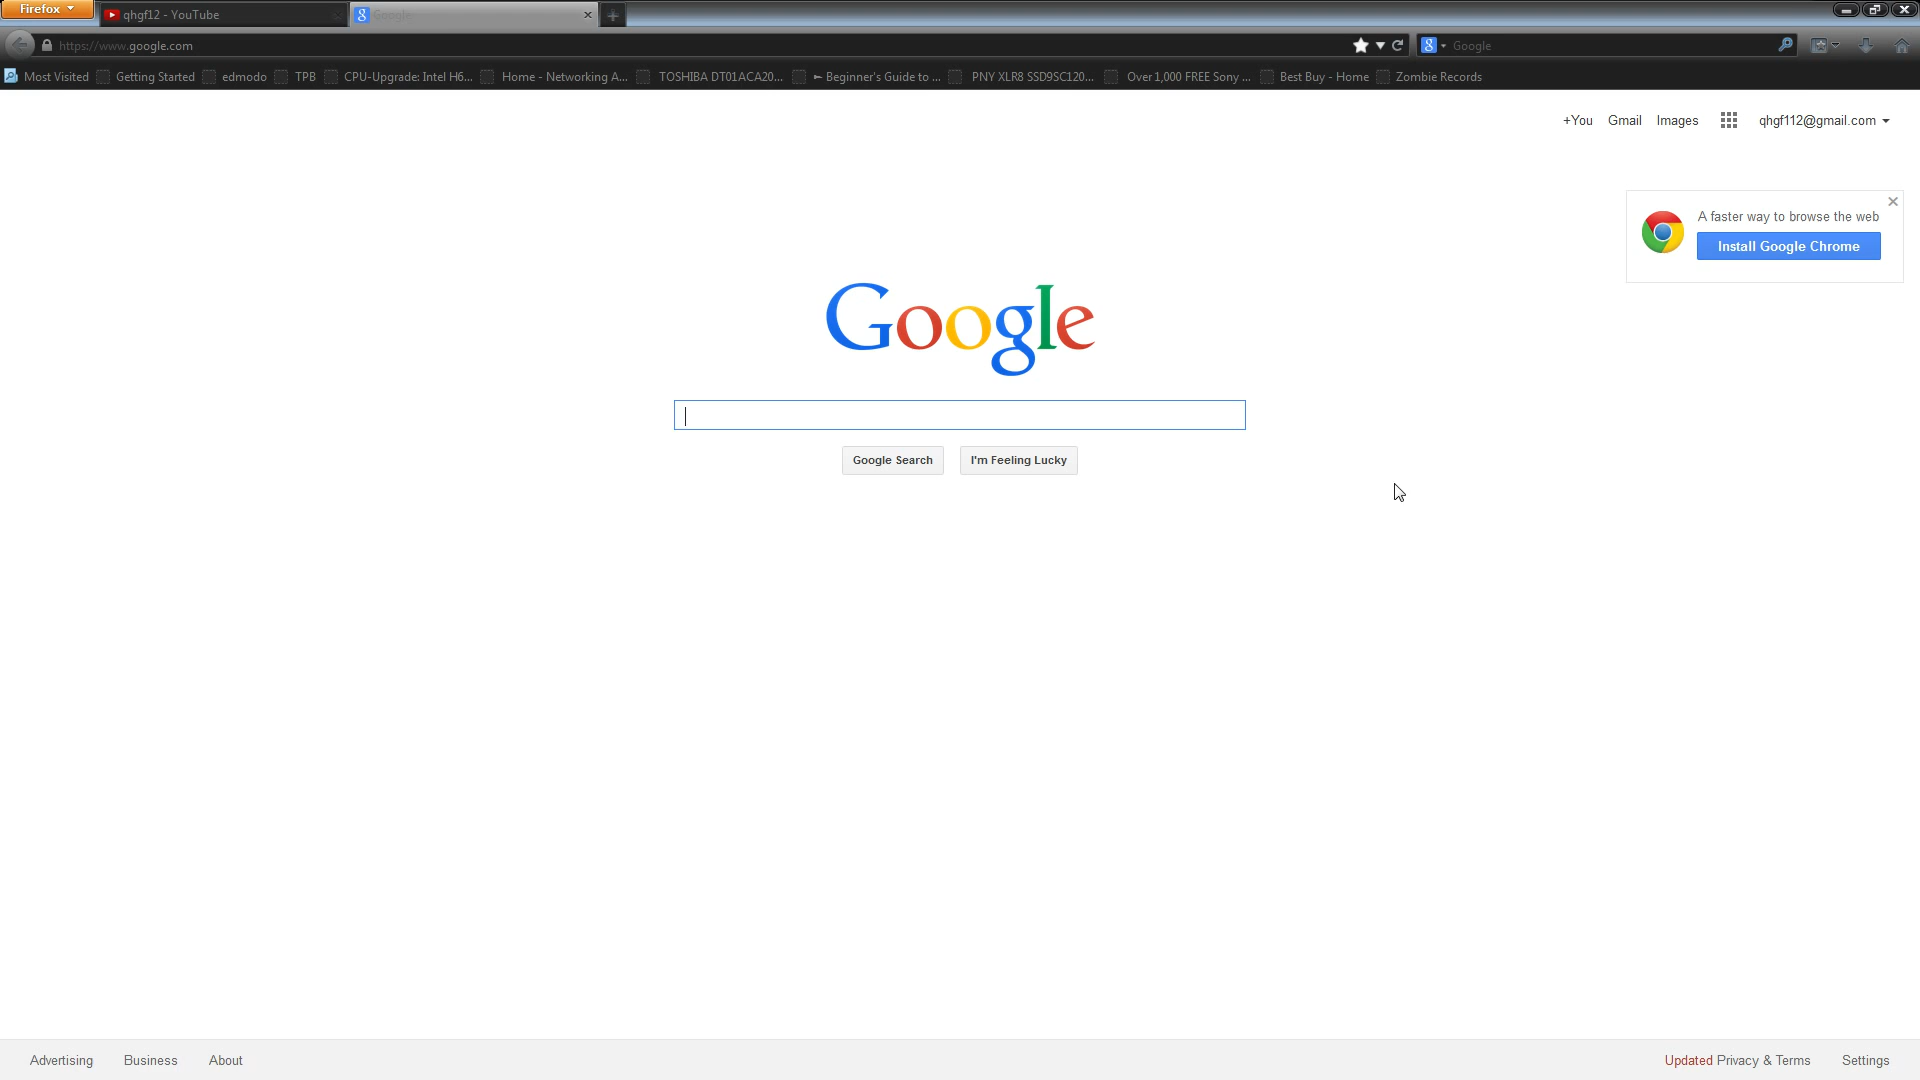 Firefox
qhgf12 - YouTube
Google
https://www.google.com
Google
Most Visited Getting Started edmodo TPB CPU-Upgrade: Intel H6... Home - Networking A... TOSHIBA DT01ACA20... ► Beginner's Guide to ... PNY XLR8 SSD9SC120... Over 1,000 FREE Sony ... Best Buy - Home Zombie Records
+You Gmail Images qhgf112@gmail.com
A faster way to browse the web
Install Google Chrome
Google
Google Search I'm Feeling Lucky
Advertising Business About Updated Privacy & Terms Settings